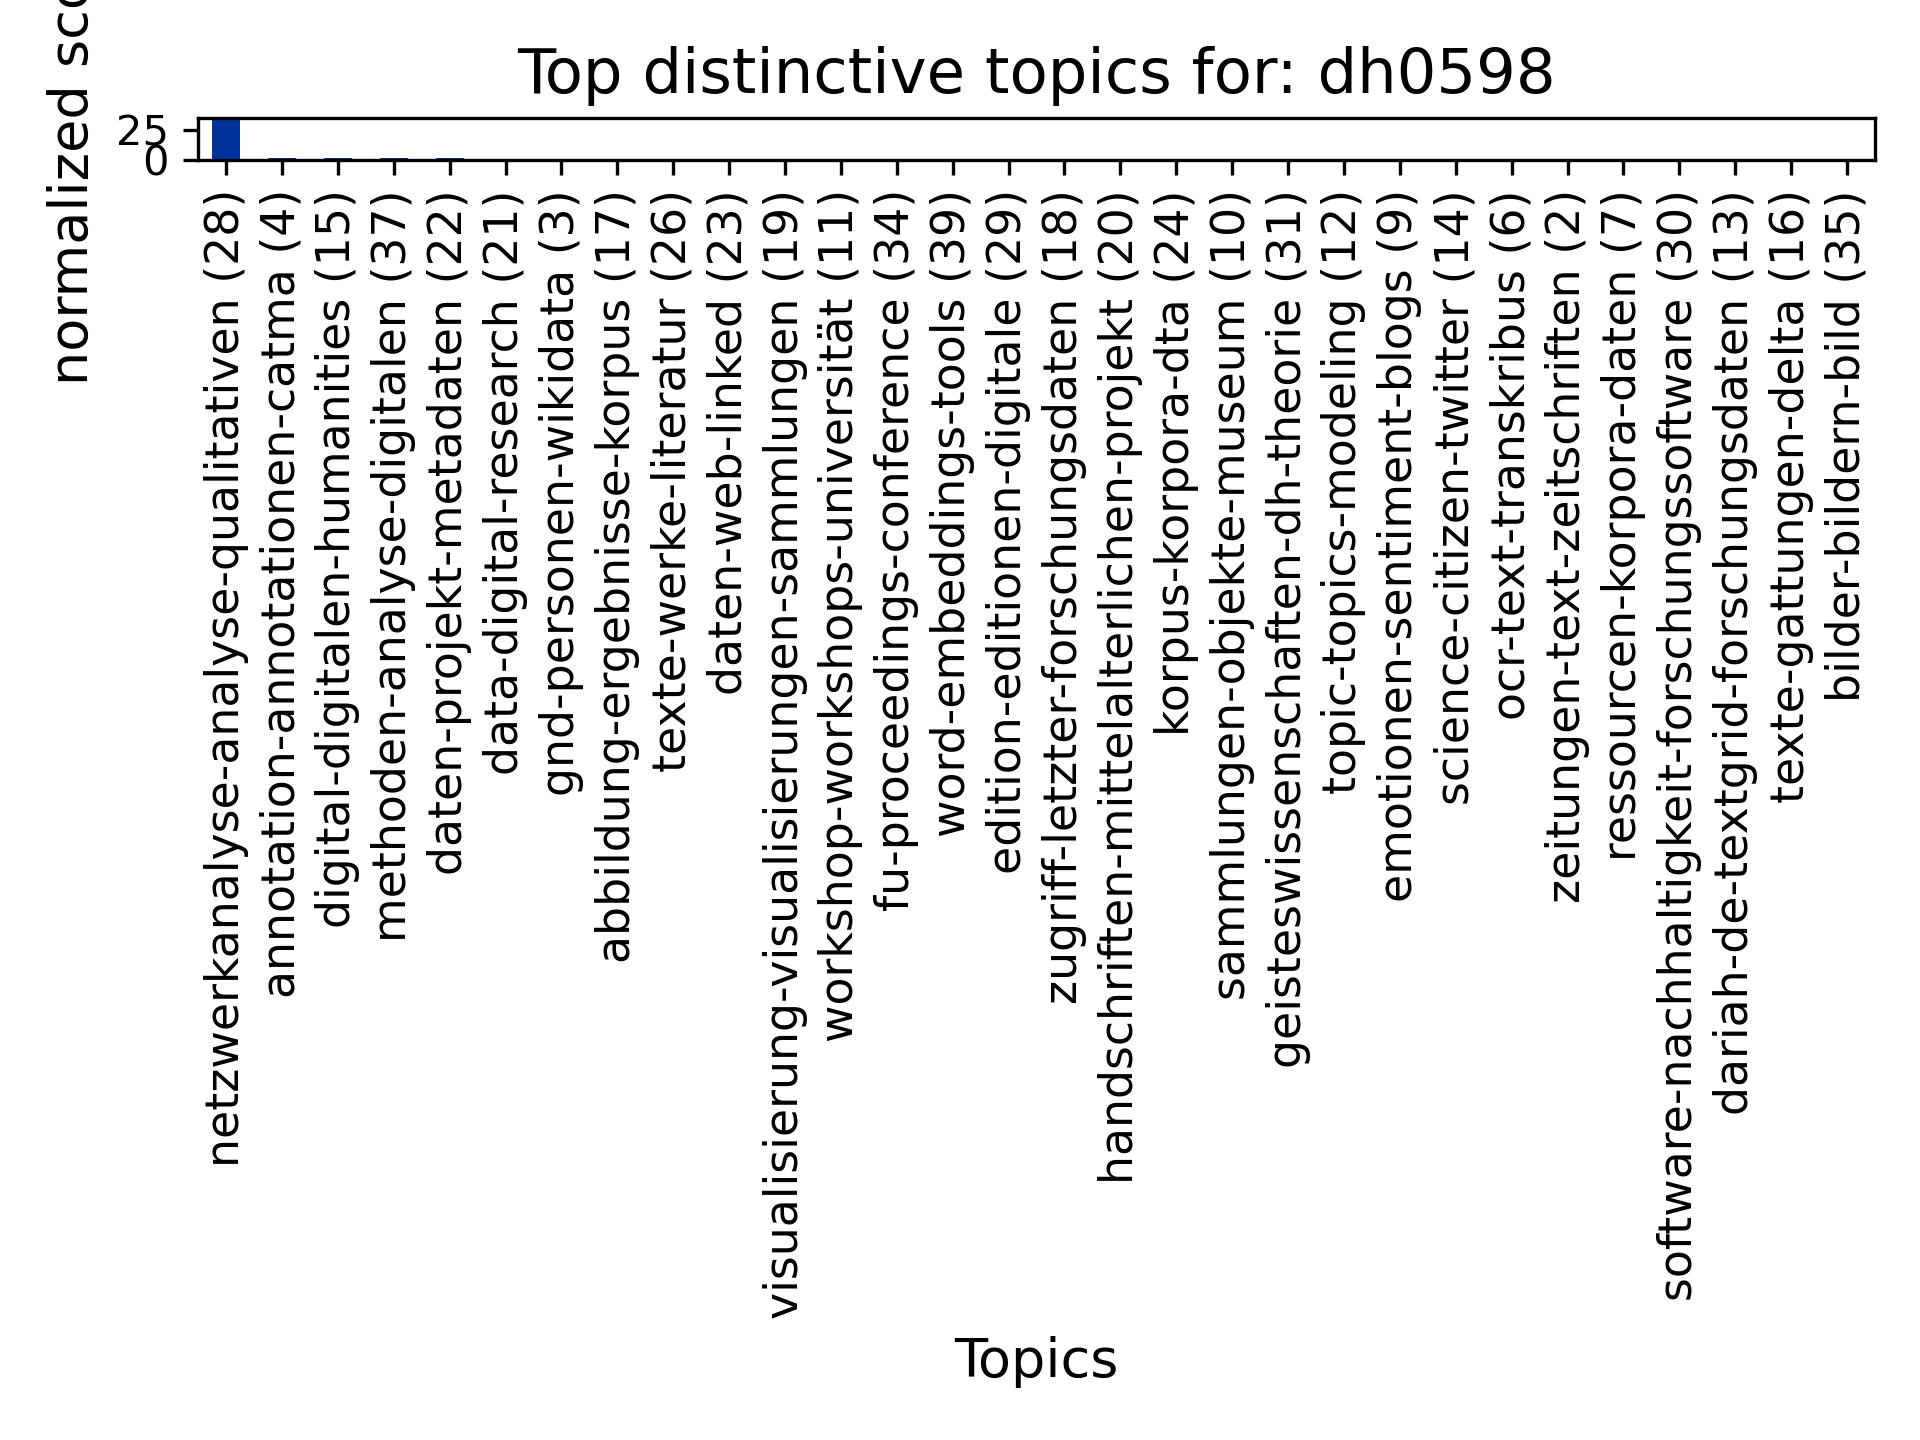 Top distinctive topics for: dh0598
normalized
25
0
netzwerkanalyse-analyse-qualitativen (28)
annotation-annotationen-catma (4)
digital-digitalen-humanities (15)
methoden-analyse-digitalen (37)
daten-projekt-metadaten (22)
data-digital-research (21)
gnd-personen-wikidata (3)
abbildung-ergebnisse-korpus (17)
texte-werke-literatur (26)
daten-web-linked (23)
visualisierung-visualisierungen-sammlungen (19)
workshop-workshops-universität (11)
fu-proceedings-conference (34)
word-embeddings-tools (39)
edition-editionen-digitale (29)
zugriff-letzter-forschungsdaten (18)
handschriften-mittelalterlichen-projekt (20)
korpus-korpora-dta (24)
sammlungen-objekte-museum (10)
geisteswissenschaften-dh-theorie (31)
topic-topics-modeling (12)
emotionen-sentiment-blogs (9)
science-citizen-twitter (14)
ocr-text-transkribus (6)
zeitungen-text-zeitschriften (2)
ressourcen-korpora-daten (7)
software-nachhaltigkeit-forschungssoftware (30)
dariah-de-textgrid-forschungsdaten (13)
texte-gattungen-delta (16)
bilder-bildern-bild (35)
Topics